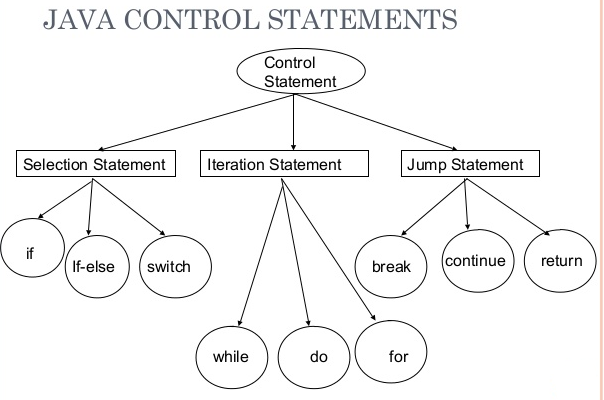 JAVA CONTROL STATEMENTS
Control
Statement
Selection Statement
Iteration Statement
Jump Statement
if
If-else
switch
break
continue
return
while
do
for